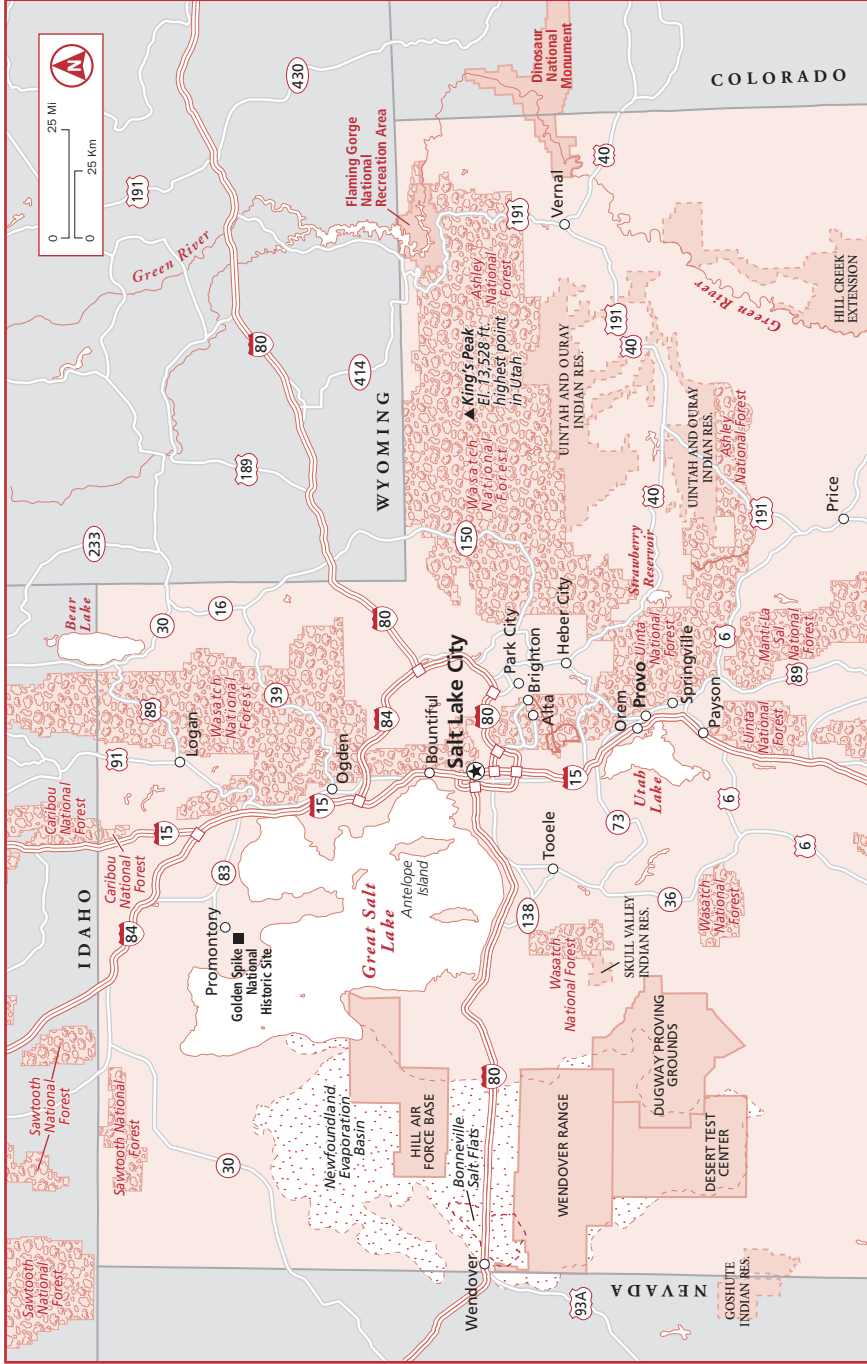 Sawtooth
National
Forest
Sawtooth
National
Forest
Sawtooth National
Forest
IDAHO
84
Caribou
National
Forest
Caribou
National
Forest
15
91
Bear
Lake
30
89
Logan
233
16
Wasatch
National
Forest
39
189
Green River
191
430
0
25 Mi
0
25 Km
N
80
WYOMING
414
Flaming Gorge
National
Recreation Area
30
Promontory
Golden Spike
National
Historic Site
83
Ogden
15
84
80
Newfoundland
Evaporation
Basin
HILL AIR
FORCE BASE
Great Salt
Lake
Antelope
Island
Bountiful
Salt Lake City
80
150
Wasatch
National
Forest
King's Peak
El. 13,528 ft.
highest point
in Utah
Ashley
National
Forest
191
Dinosaur
National
Monument
COLORADO
Bonneville
Salt Flats
80
Wendover
93A
NEVADA
WENDOVER RANGE
138
Tooele
Wasatch
National Forest
SKULL VALLEY
INDIAN RES.
DUGWAY PROVING
GROUNDS
DESERT TEST
CENTER
GOSHUTE
INDIAN RES.
36
Wasatch
National
Forest
73
15
Utah
Lake
Park City
Brighton
Alta
Heber City
Orem
Provo
Uinta
National
Forest
Springville
Payson
Strawberry
Reservoir
40
UINTAH AND OURAY
INDIAN RES.
UINTAH AND OURAY
INDIAN RES.
Ashley
National Forest
191
40
191
Vernal
40
Green River
HILL CREEK
EXTENSION
6
6
Uinta
National
Forest
89
6
Manti-La
Sal
National
Forest
Price